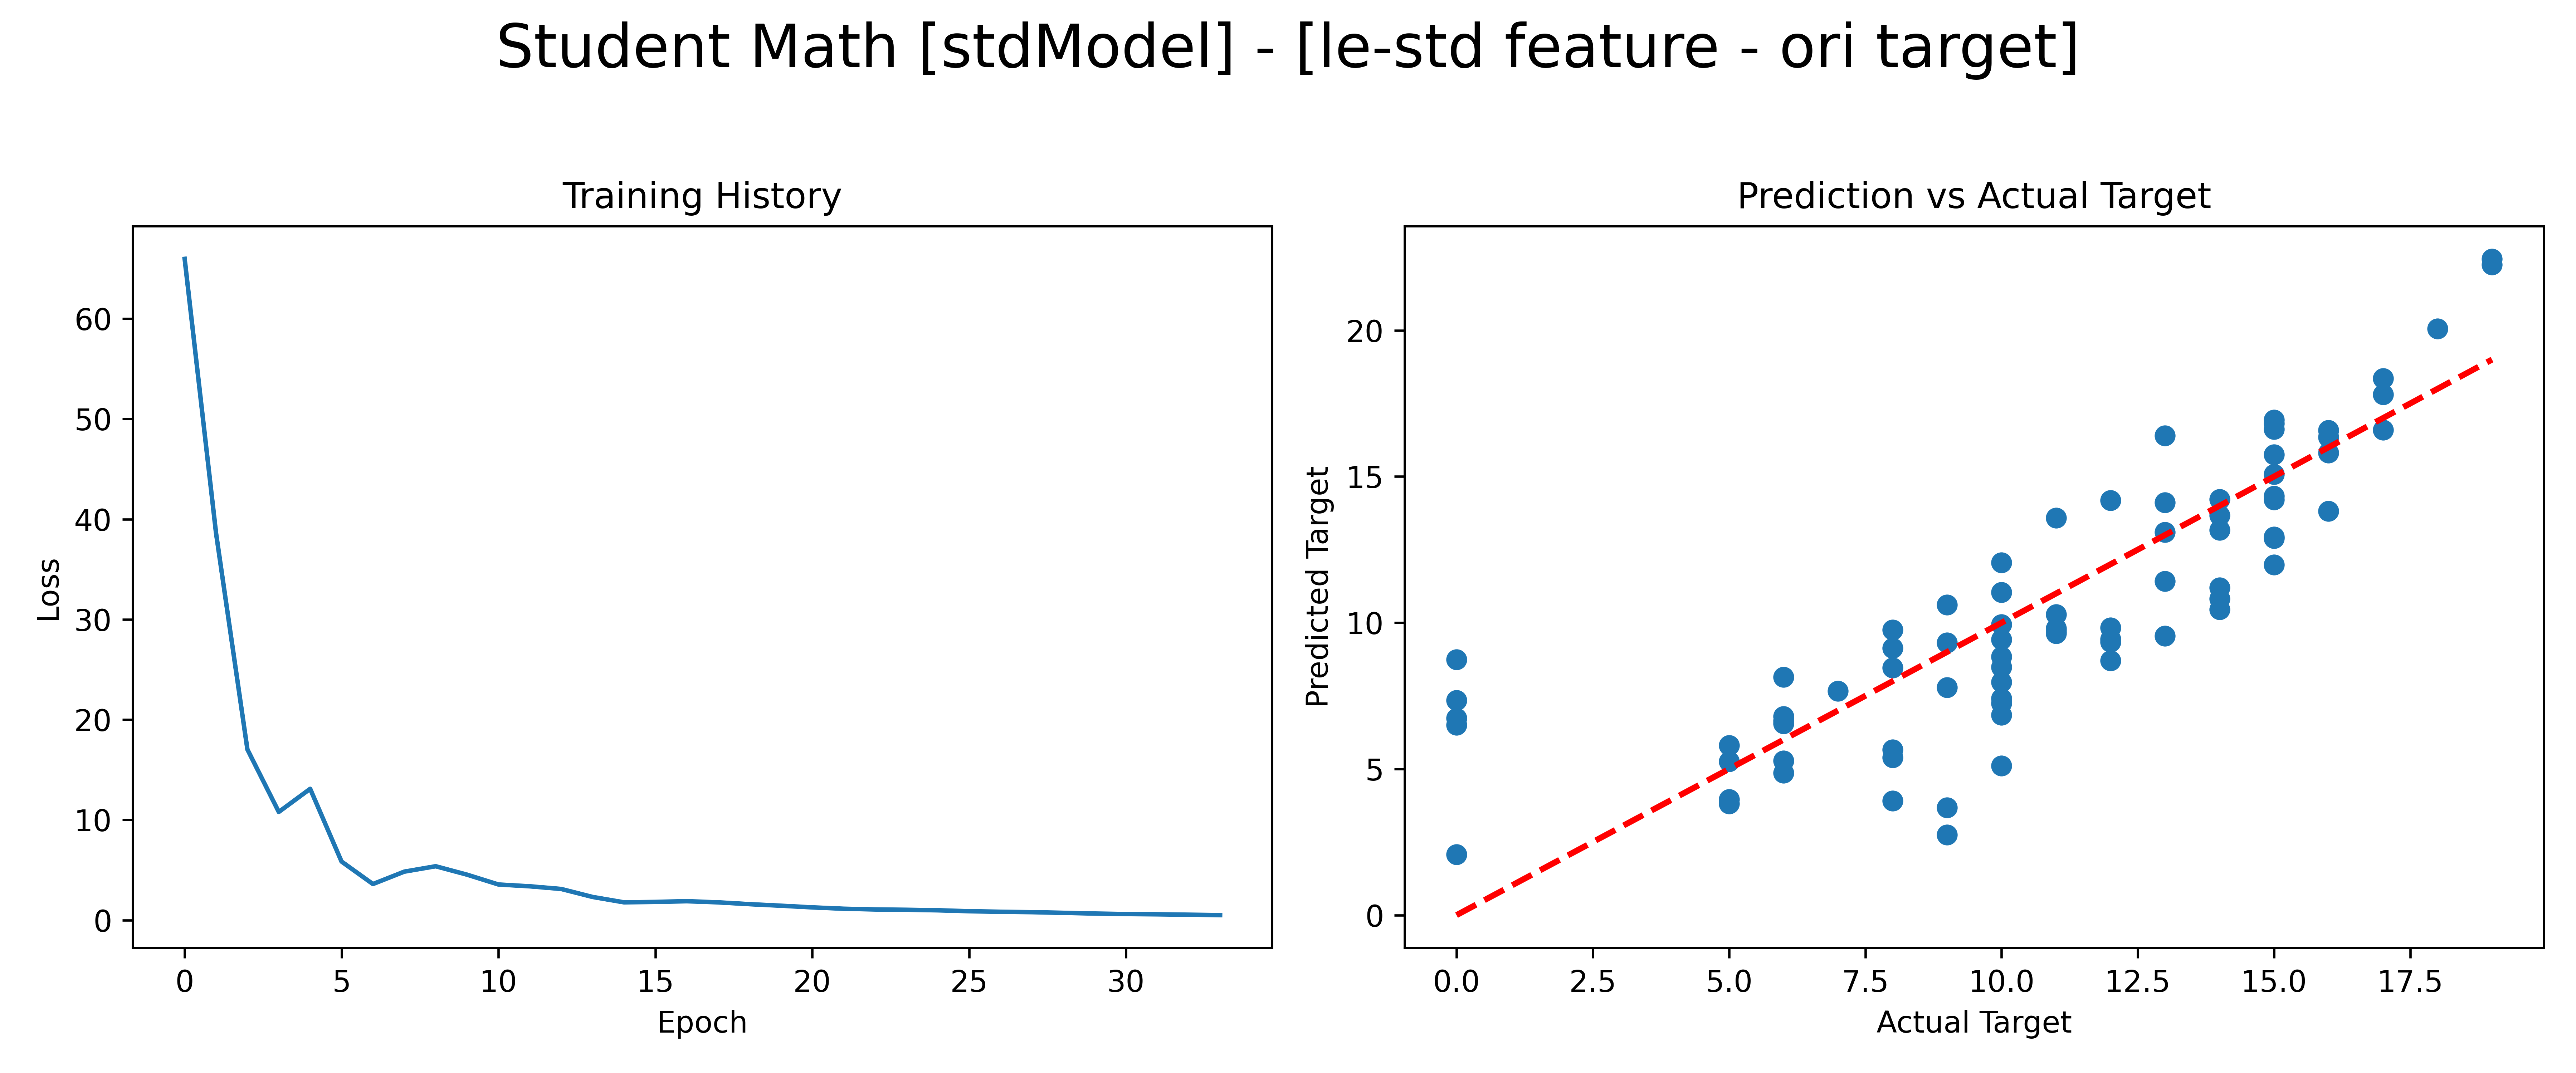 Student Math [stdModel] - [le-std feature - ori target]
Training History
Loss
60
50
40
30
20
10
0
0 5 10 15 20 25 30
Epoch
Prediction vs Actual Target
Predicted Target
20
15
10
5
0
0.0 2.5 5.0 7.5 10.0 12.5 15.0 17.5
Actual Target